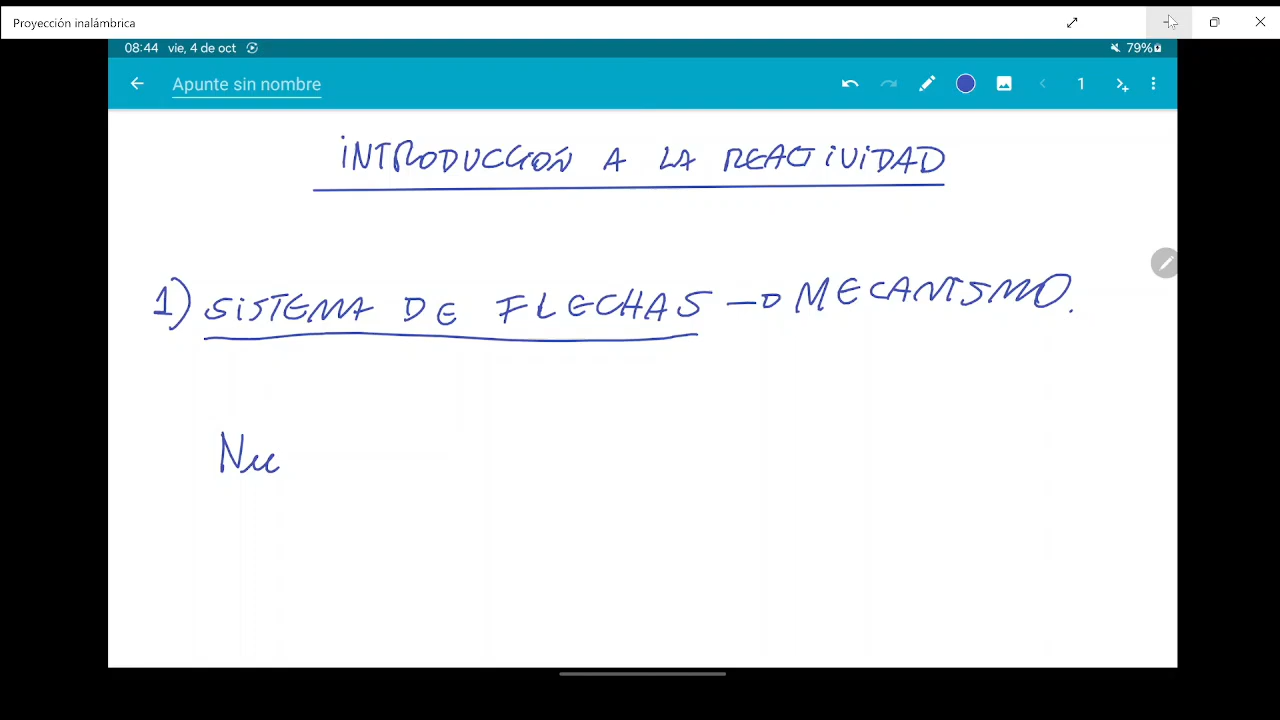 Proyección inalámbrica
08:44 vie, 4 de oct 79%
Apunte sin nombre 1
INTRODUCCIÓN A LA REACTIVIDAD
1) SISTEMA DE FLECHAS → MECANISMO.
Nu